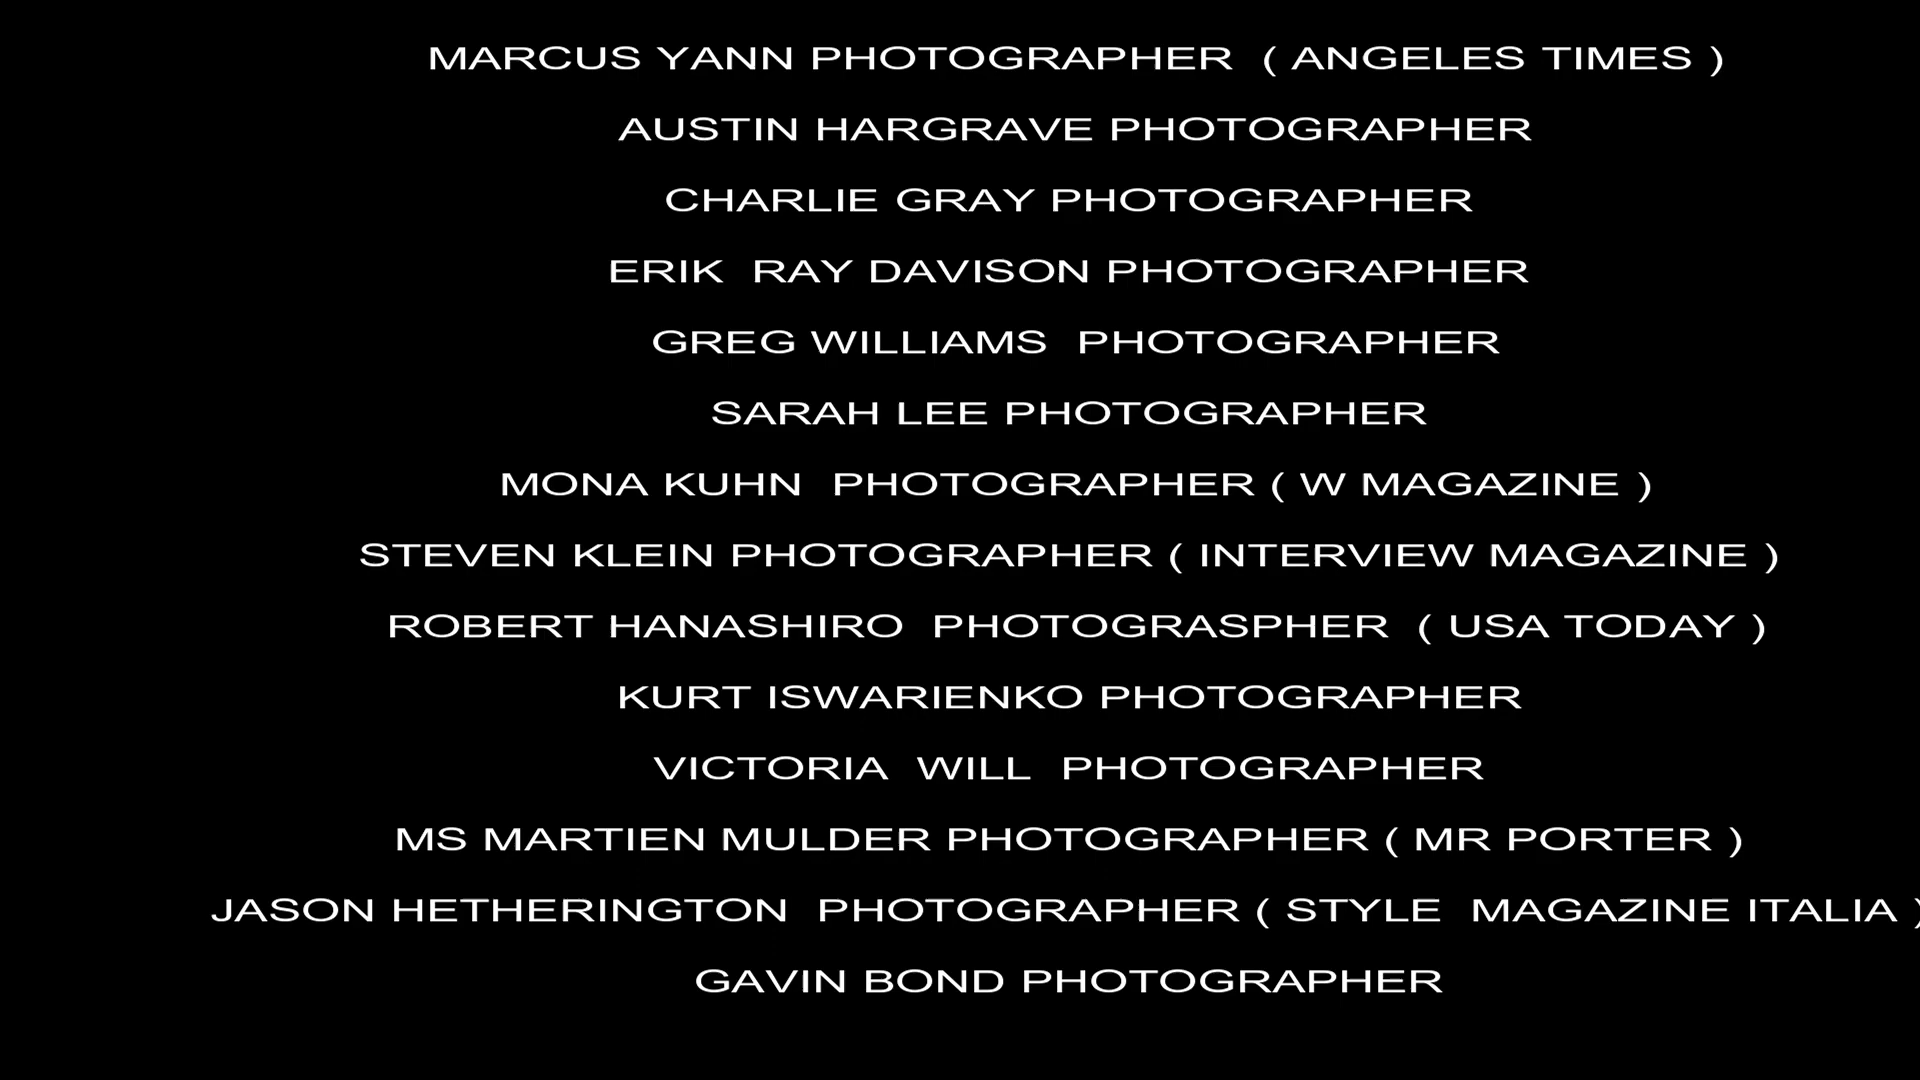 MARCUS YANN PHOTOGRAPHER  ( ANGELES TIMES )
AUSTIN HARGRAVE PHOTOGRAPHER
CHARLIE GRAY PHOTOGRAPHER
ERIK  RAY DAVISON PHOTOGRAPHER
GREG WILLIAMS  PHOTOGRAPHER
SARAH LEE PHOTOGRAPHER
MONA KUHN  PHOTOGRAPHER ( W MAGAZINE )
STEVEN KLEIN PHOTOGRAPHER ( INTERVIEW MAGAZINE )
ROBERT HANASHIRO  PHOTOGRASPHER  ( USA TODAY )
KURT ISWARIENKO PHOTOGRAPHER
VICTORIA  WILL  PHOTOGRAPHER
MS MARTIEN MULDER PHOTOGRAPHER ( MR PORTER )
JASON HETHERINGTON  PHOTOGRAPHER ( STYLE  MAGAZINE ITALIA )
GAVIN BOND PHOTOGRAPHER